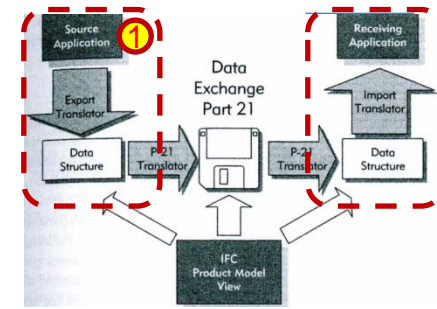 Source
Application
1
Receiving
Application
Data
Exchange
Part 21
Export
Translator
Import
Translator
Data
Structure
P-21
Translator
P-21
Translator
Data
Structure
IFC
Product Model
View